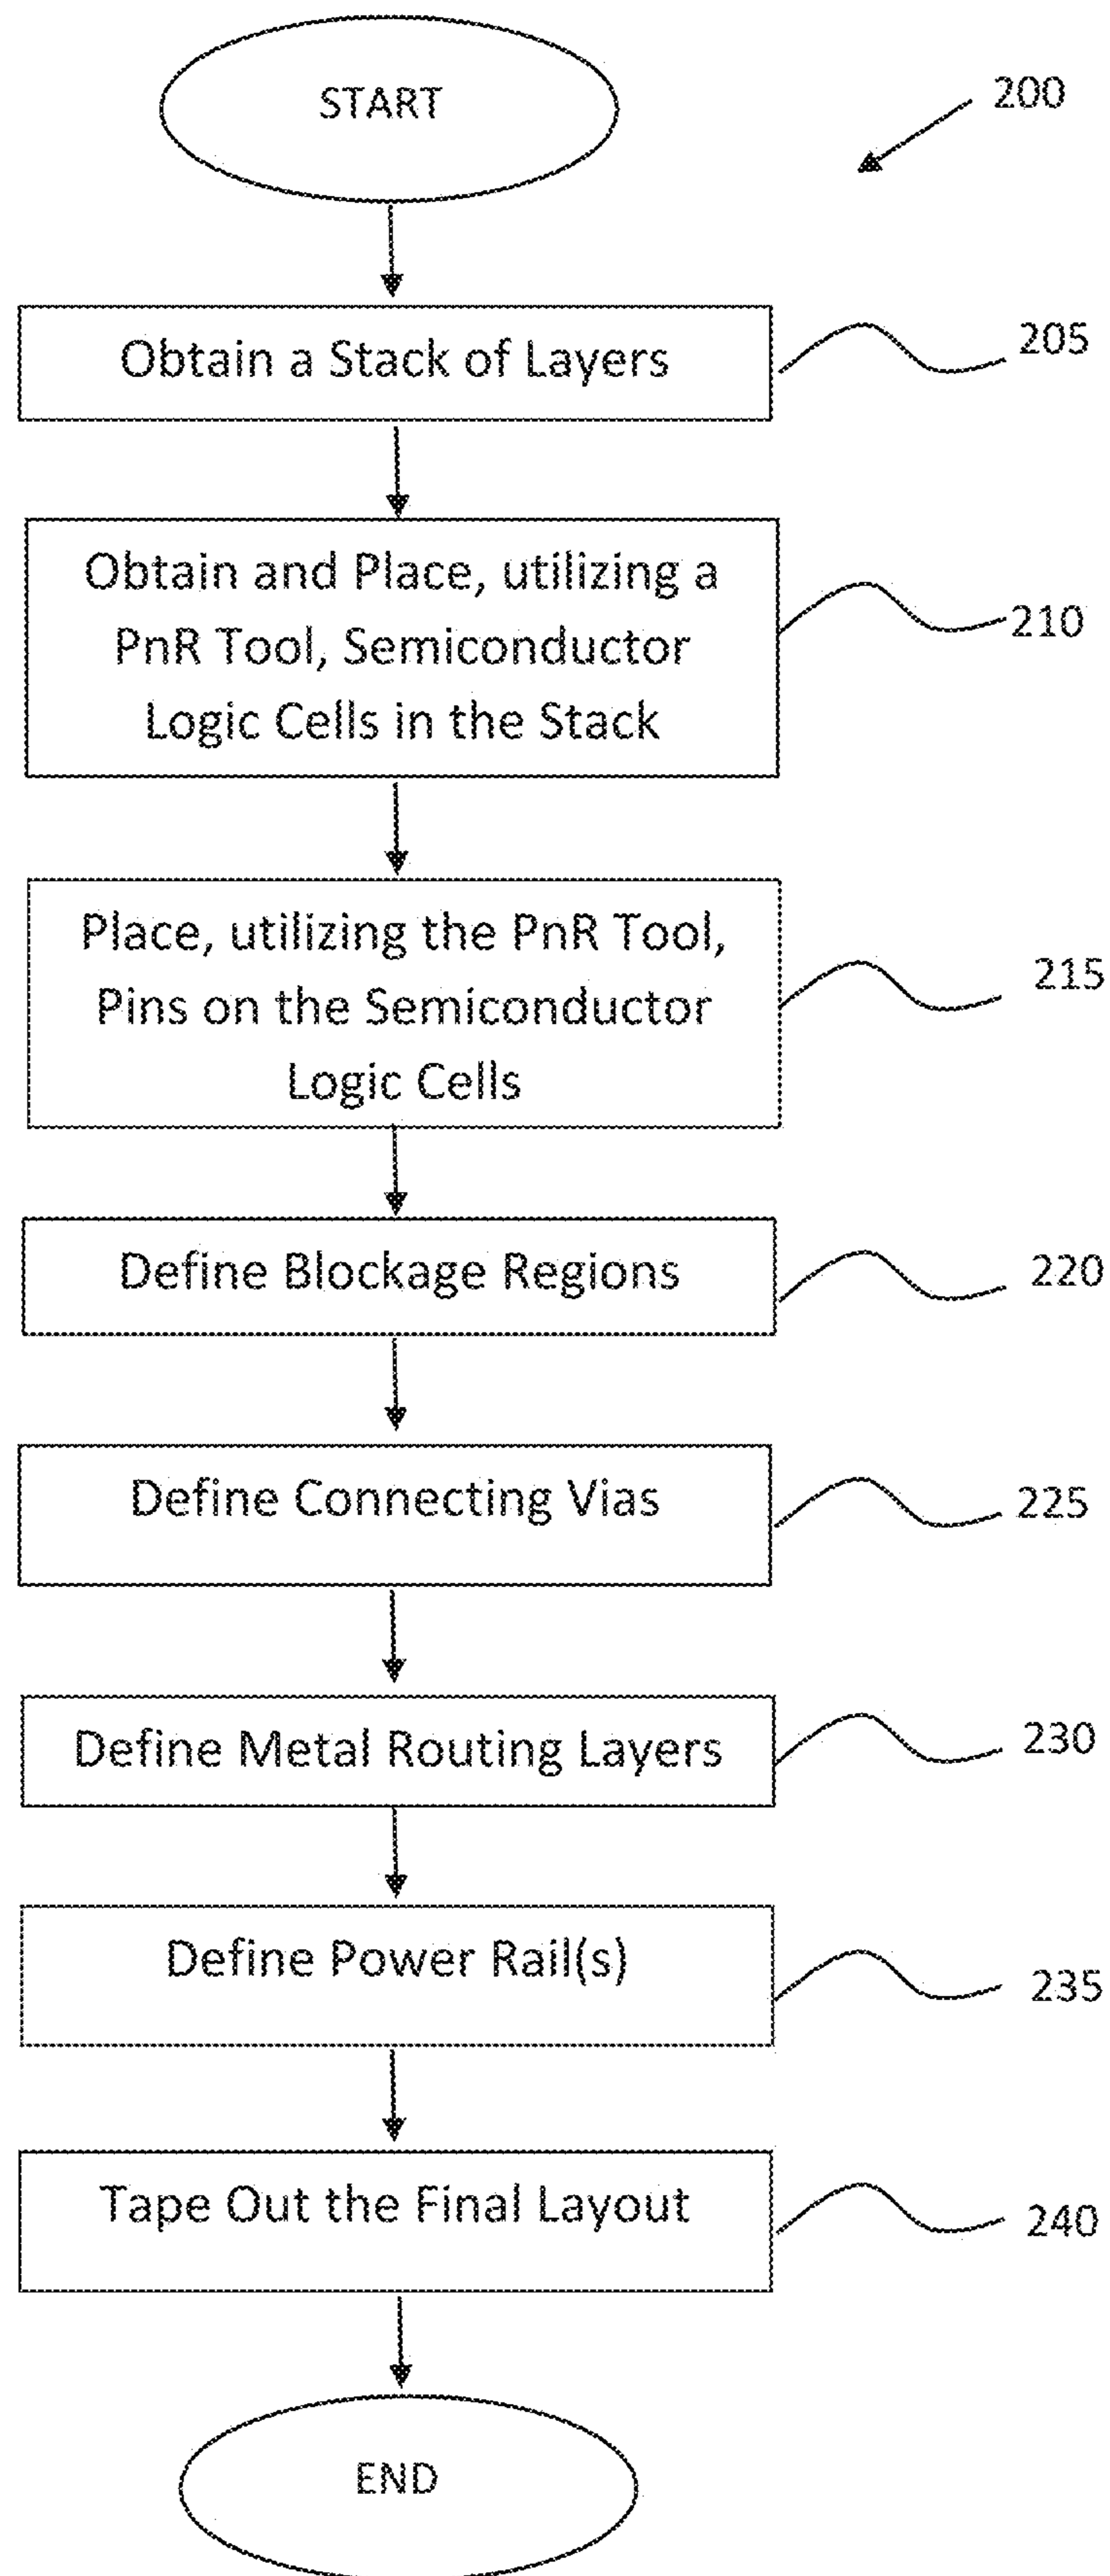 START
200
Obtain a Stack of Layers
205
Obtain and Place, utilizing a
PnR Tool, Semiconductor
Logic Cells in the Stack
210
Place, utilizing the PnR Tool,
Pins on the Semiconductor
Logic Cells
215
Define Blockage Regions
220
Define Connecting Vias
225
Define Metal Routing Layers
230
Define Power Rail(s)
235
Tape Out the Final Layout
240
END